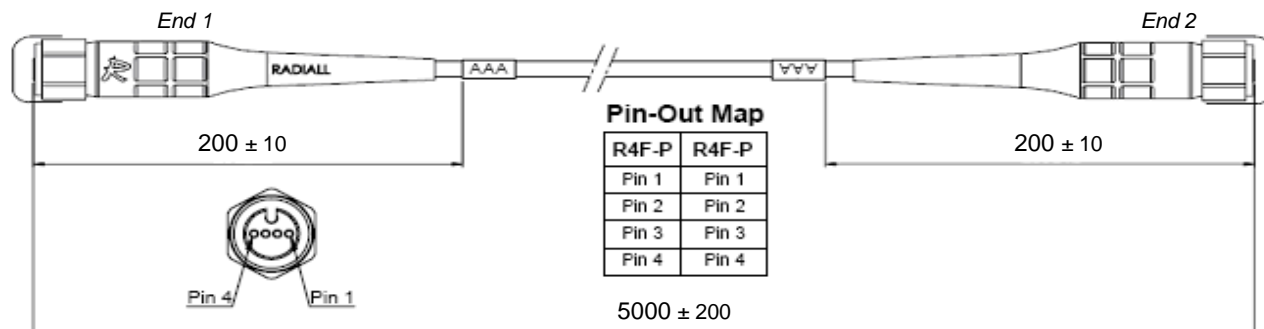 End 1
End 2
RADIALL
AAA
AAA
200 ± 10
Pin-Out Map
200 ± 10
R4F-P R4F-P
Pin 1 Pin 1
Pin 2 Pin 2
Pin 3 Pin 3
Pin 4 Pin 4
Pin 4
Pin 1
5000 ± 200